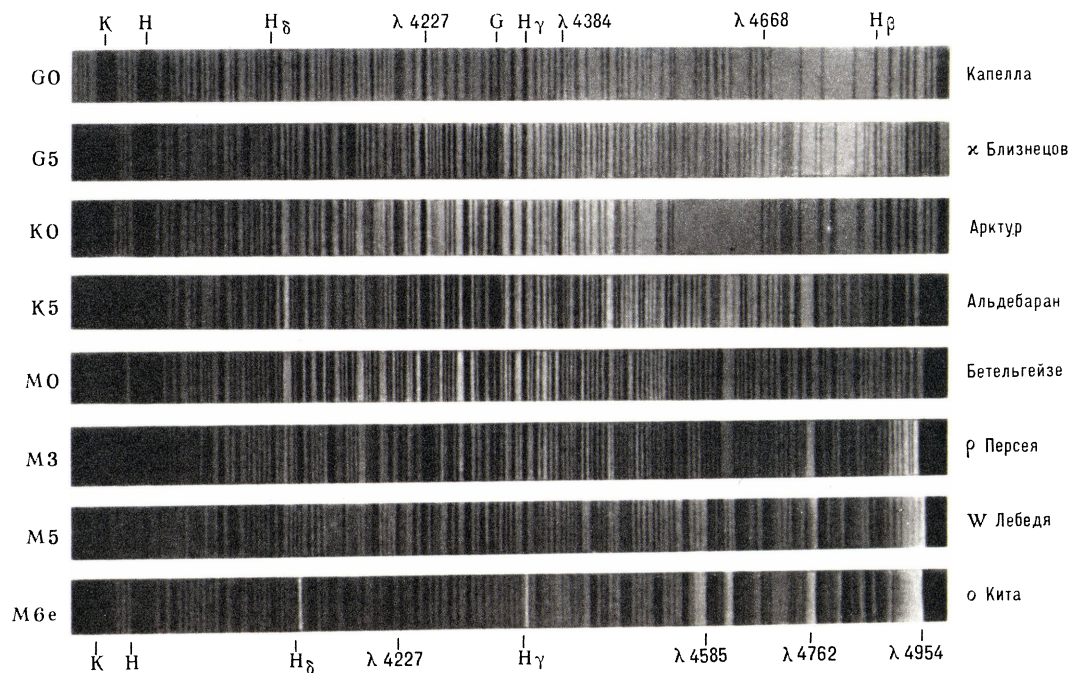 K H Hδ λ 4227 G Hγ λ 4384 λ 4668 Hβ
G0 Капелла
G5 ϰ Близнецов
K0 Арктур
K5 Альдебаран
M0 Бетельгейзе
M3 ρ Персея
M5 W Лебедя
M6e o Кита
K H Hδ λ 4227 Hγ λ 4585 λ 4762 λ 4954